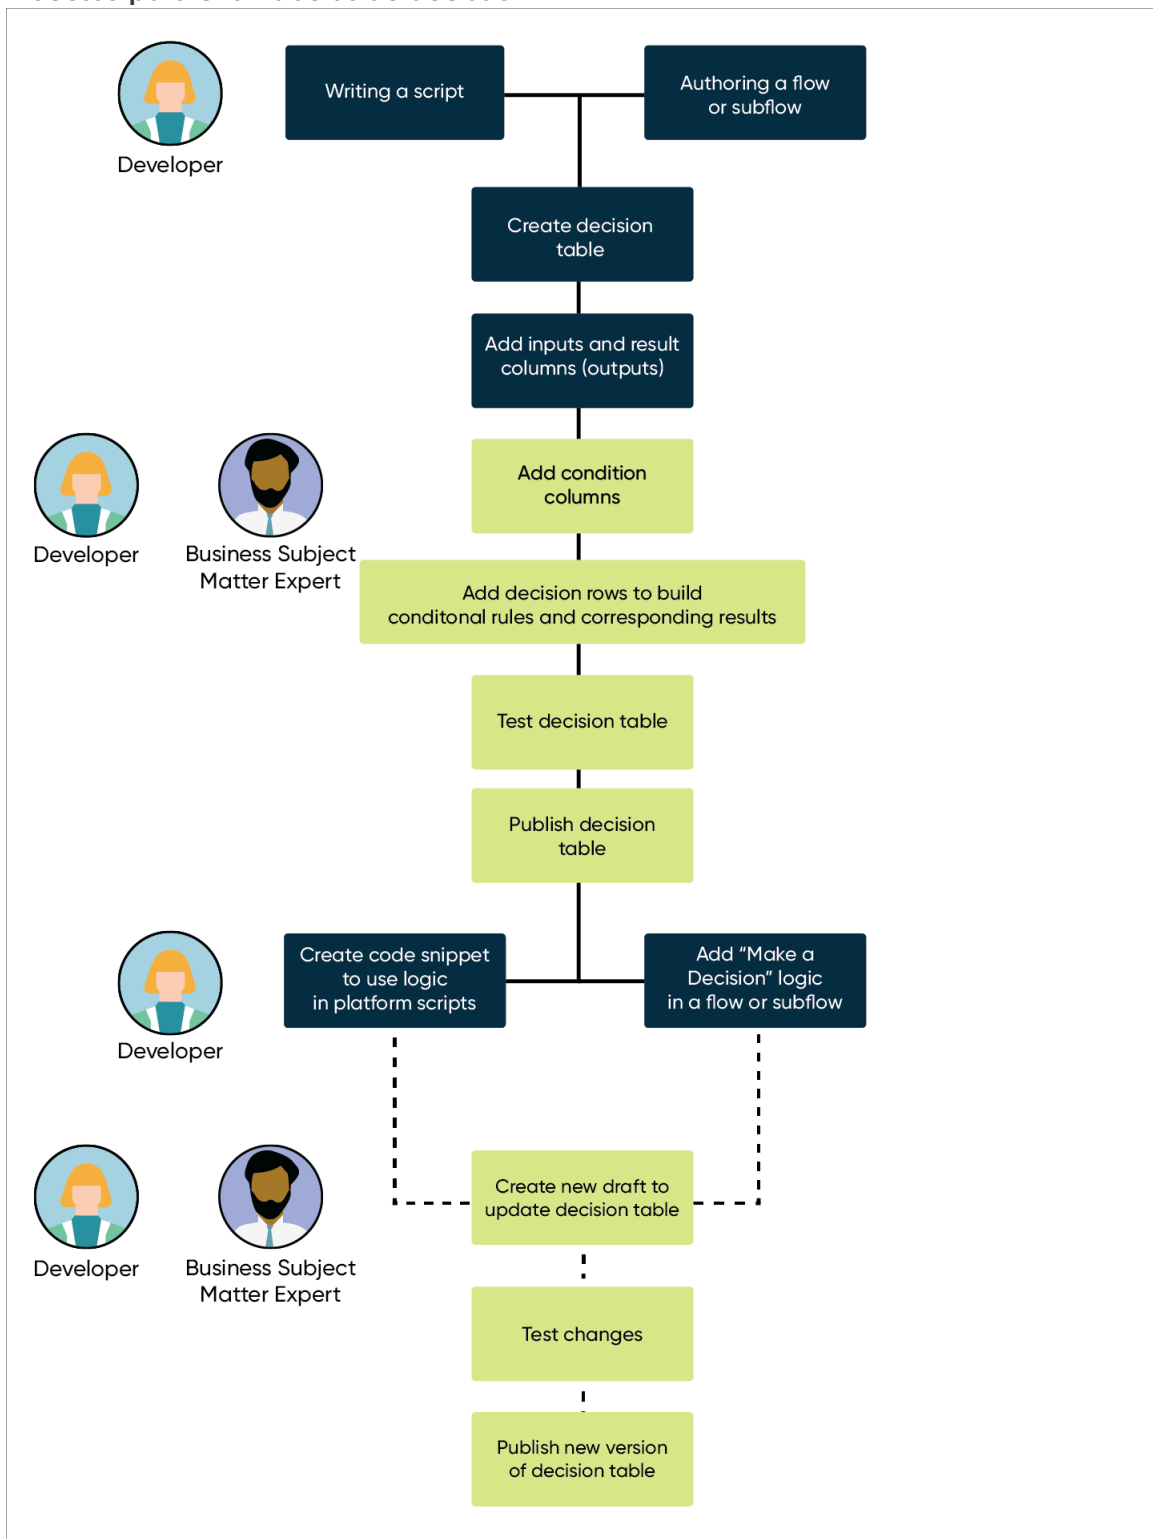 Developer
Writing a script
Authoring a flow
or subflow
Create decision
table
Add inputs and result
columns (outputs)
Developer
Business Subject
Matter Expert
Add condition
columns
Add decision rows to build
conditonal rules and corresponding results
Test decision table
Publish decision
table
Developer
Create code snippet
to use logic
in platform scripts
Add “Make a
Decision” logic
in a flow or subflow
Developer
Business Subject
Matter Expert
Create new draft to
update decision table
Test changes
Publish new version
of decision table